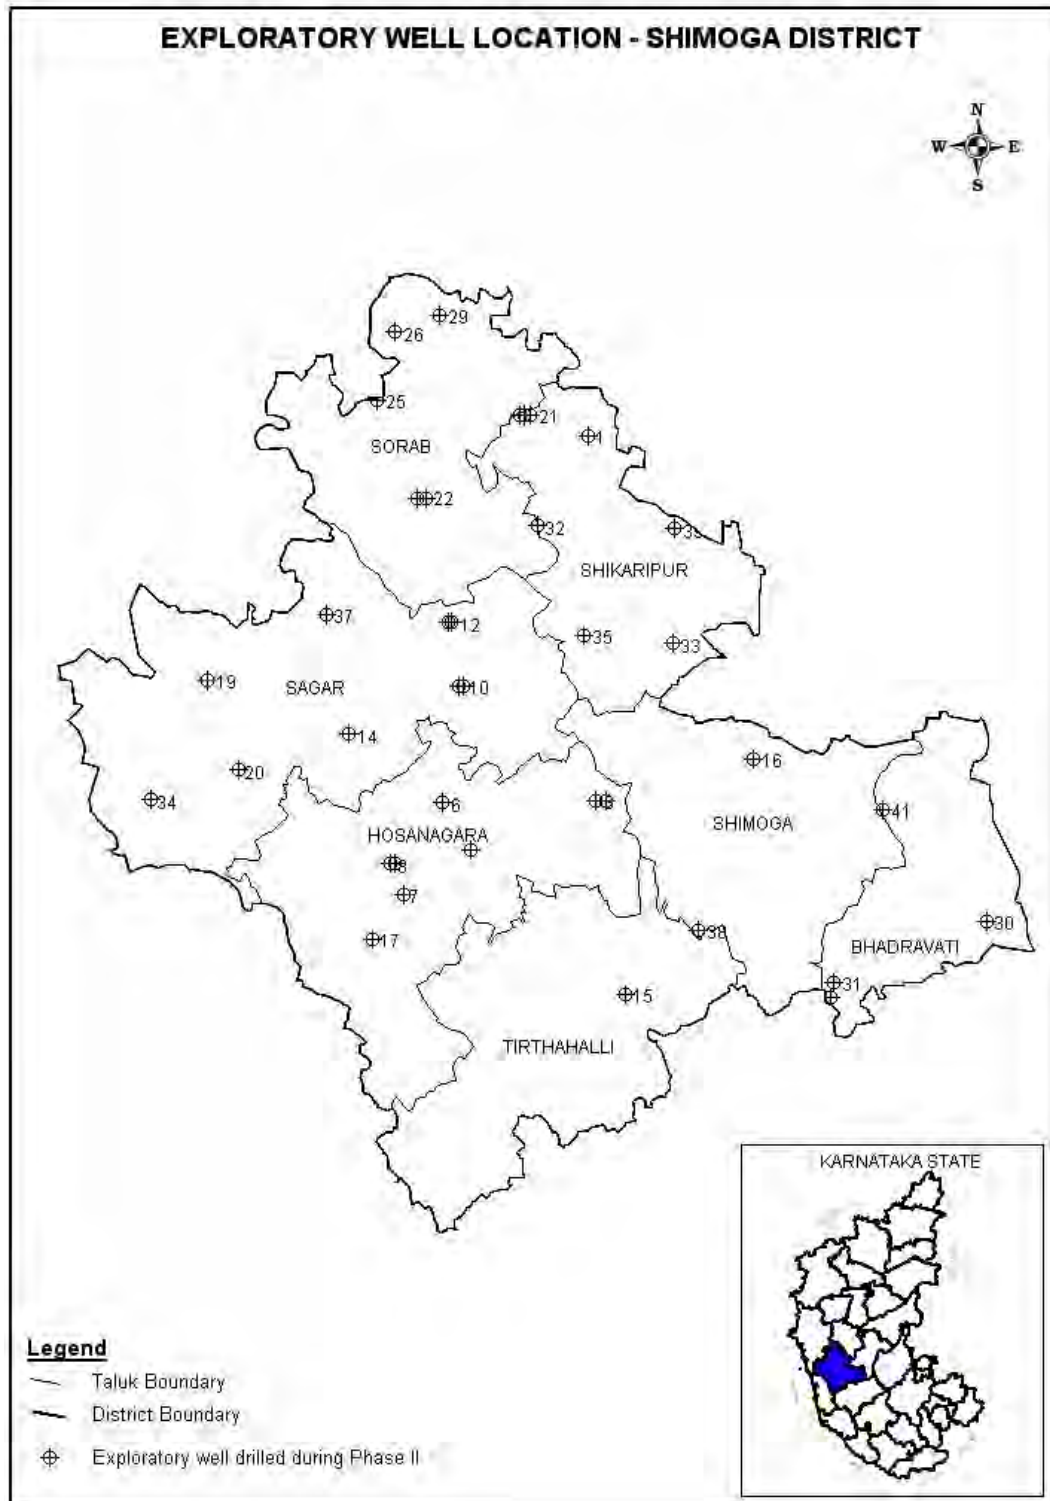 EXPLORATORY WELL LOCATION - SHIMOGA DISTRICT
N
W E
S
29
26
25
21
1
SORAB
22
32
SHIKARIPUR
37
12
35
33
19
SAGAR
10
14
16
20
34
6
41
SHIMOGA
HOSANAGARA
8
7
30
17
38
BHADRAVATI
31
15
TIRTHAHALLI
KARNATAKA STATE
Legend
Taluk Boundary
District Boundary
Exploratory well drilled during Phase II